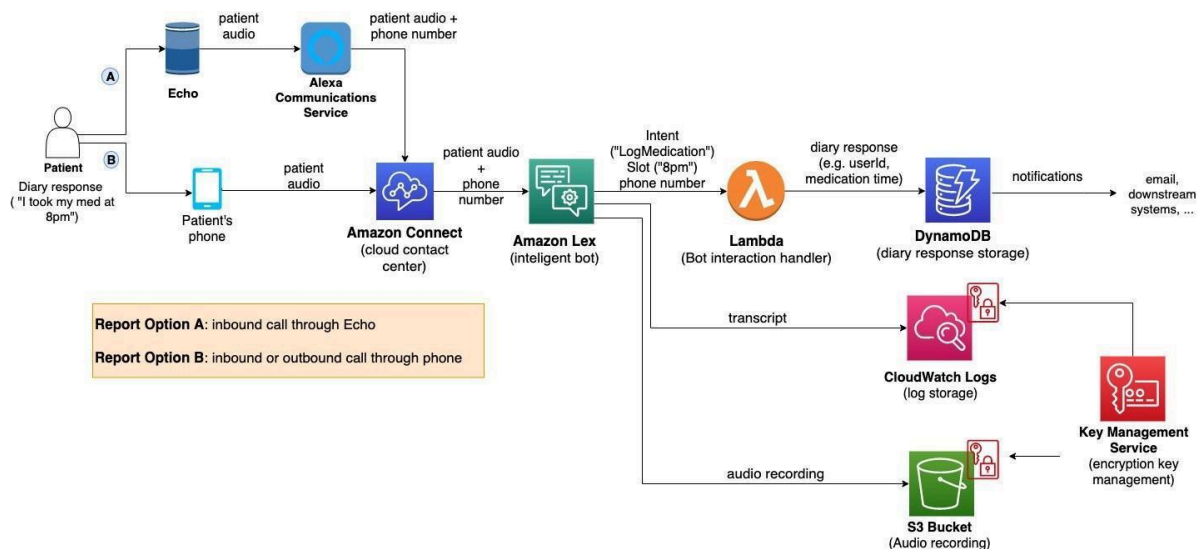 patient
audio
patient audio +
phone number
A
Echo
Alexa
Communications
Service
B
Patient
Diary response
( "I took my med at
8pm")
Patient's
phone
patient
audio
Amazon Connect
(cloud contact
center)
patient audio
+
phone
number
Amazon Lex
(inteligent bot)
Intent
("LogMedication")
Slot ("8pm")
phone number
Lambda
(Bot interaction handler)
diary response
(e.g. userId,
medication time)
DynamoDB
(diary response storage)
notifications
email,
downstream
systems, ...
Report Option A: inbound call through Echo
Report Option B: inbound or outbound call through phone
transcript
CloudWatch Logs
(log storage)
Key Management
Service
(encryption key
management)
audio recording
S3 Bucket
(Audio recording)